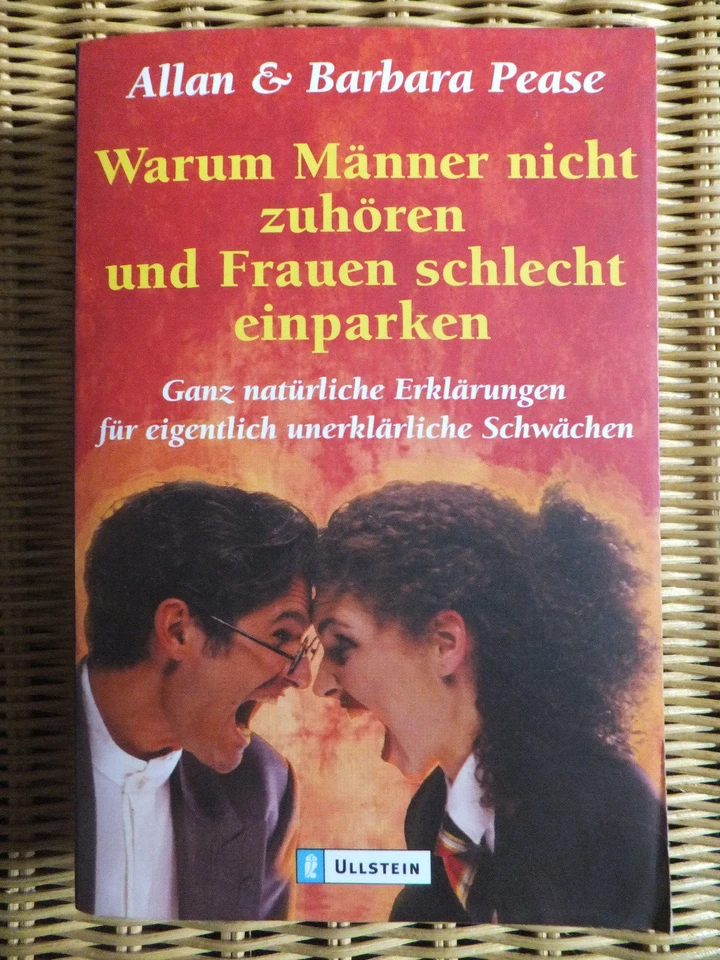 Allan & Barbara Pease
Warum Männer nicht
zuhören
und Frauen schlecht
einparken
Ganz natürliche Erklärungen
für eigentlich unerklärliche Schwächen
ULLSTEIN